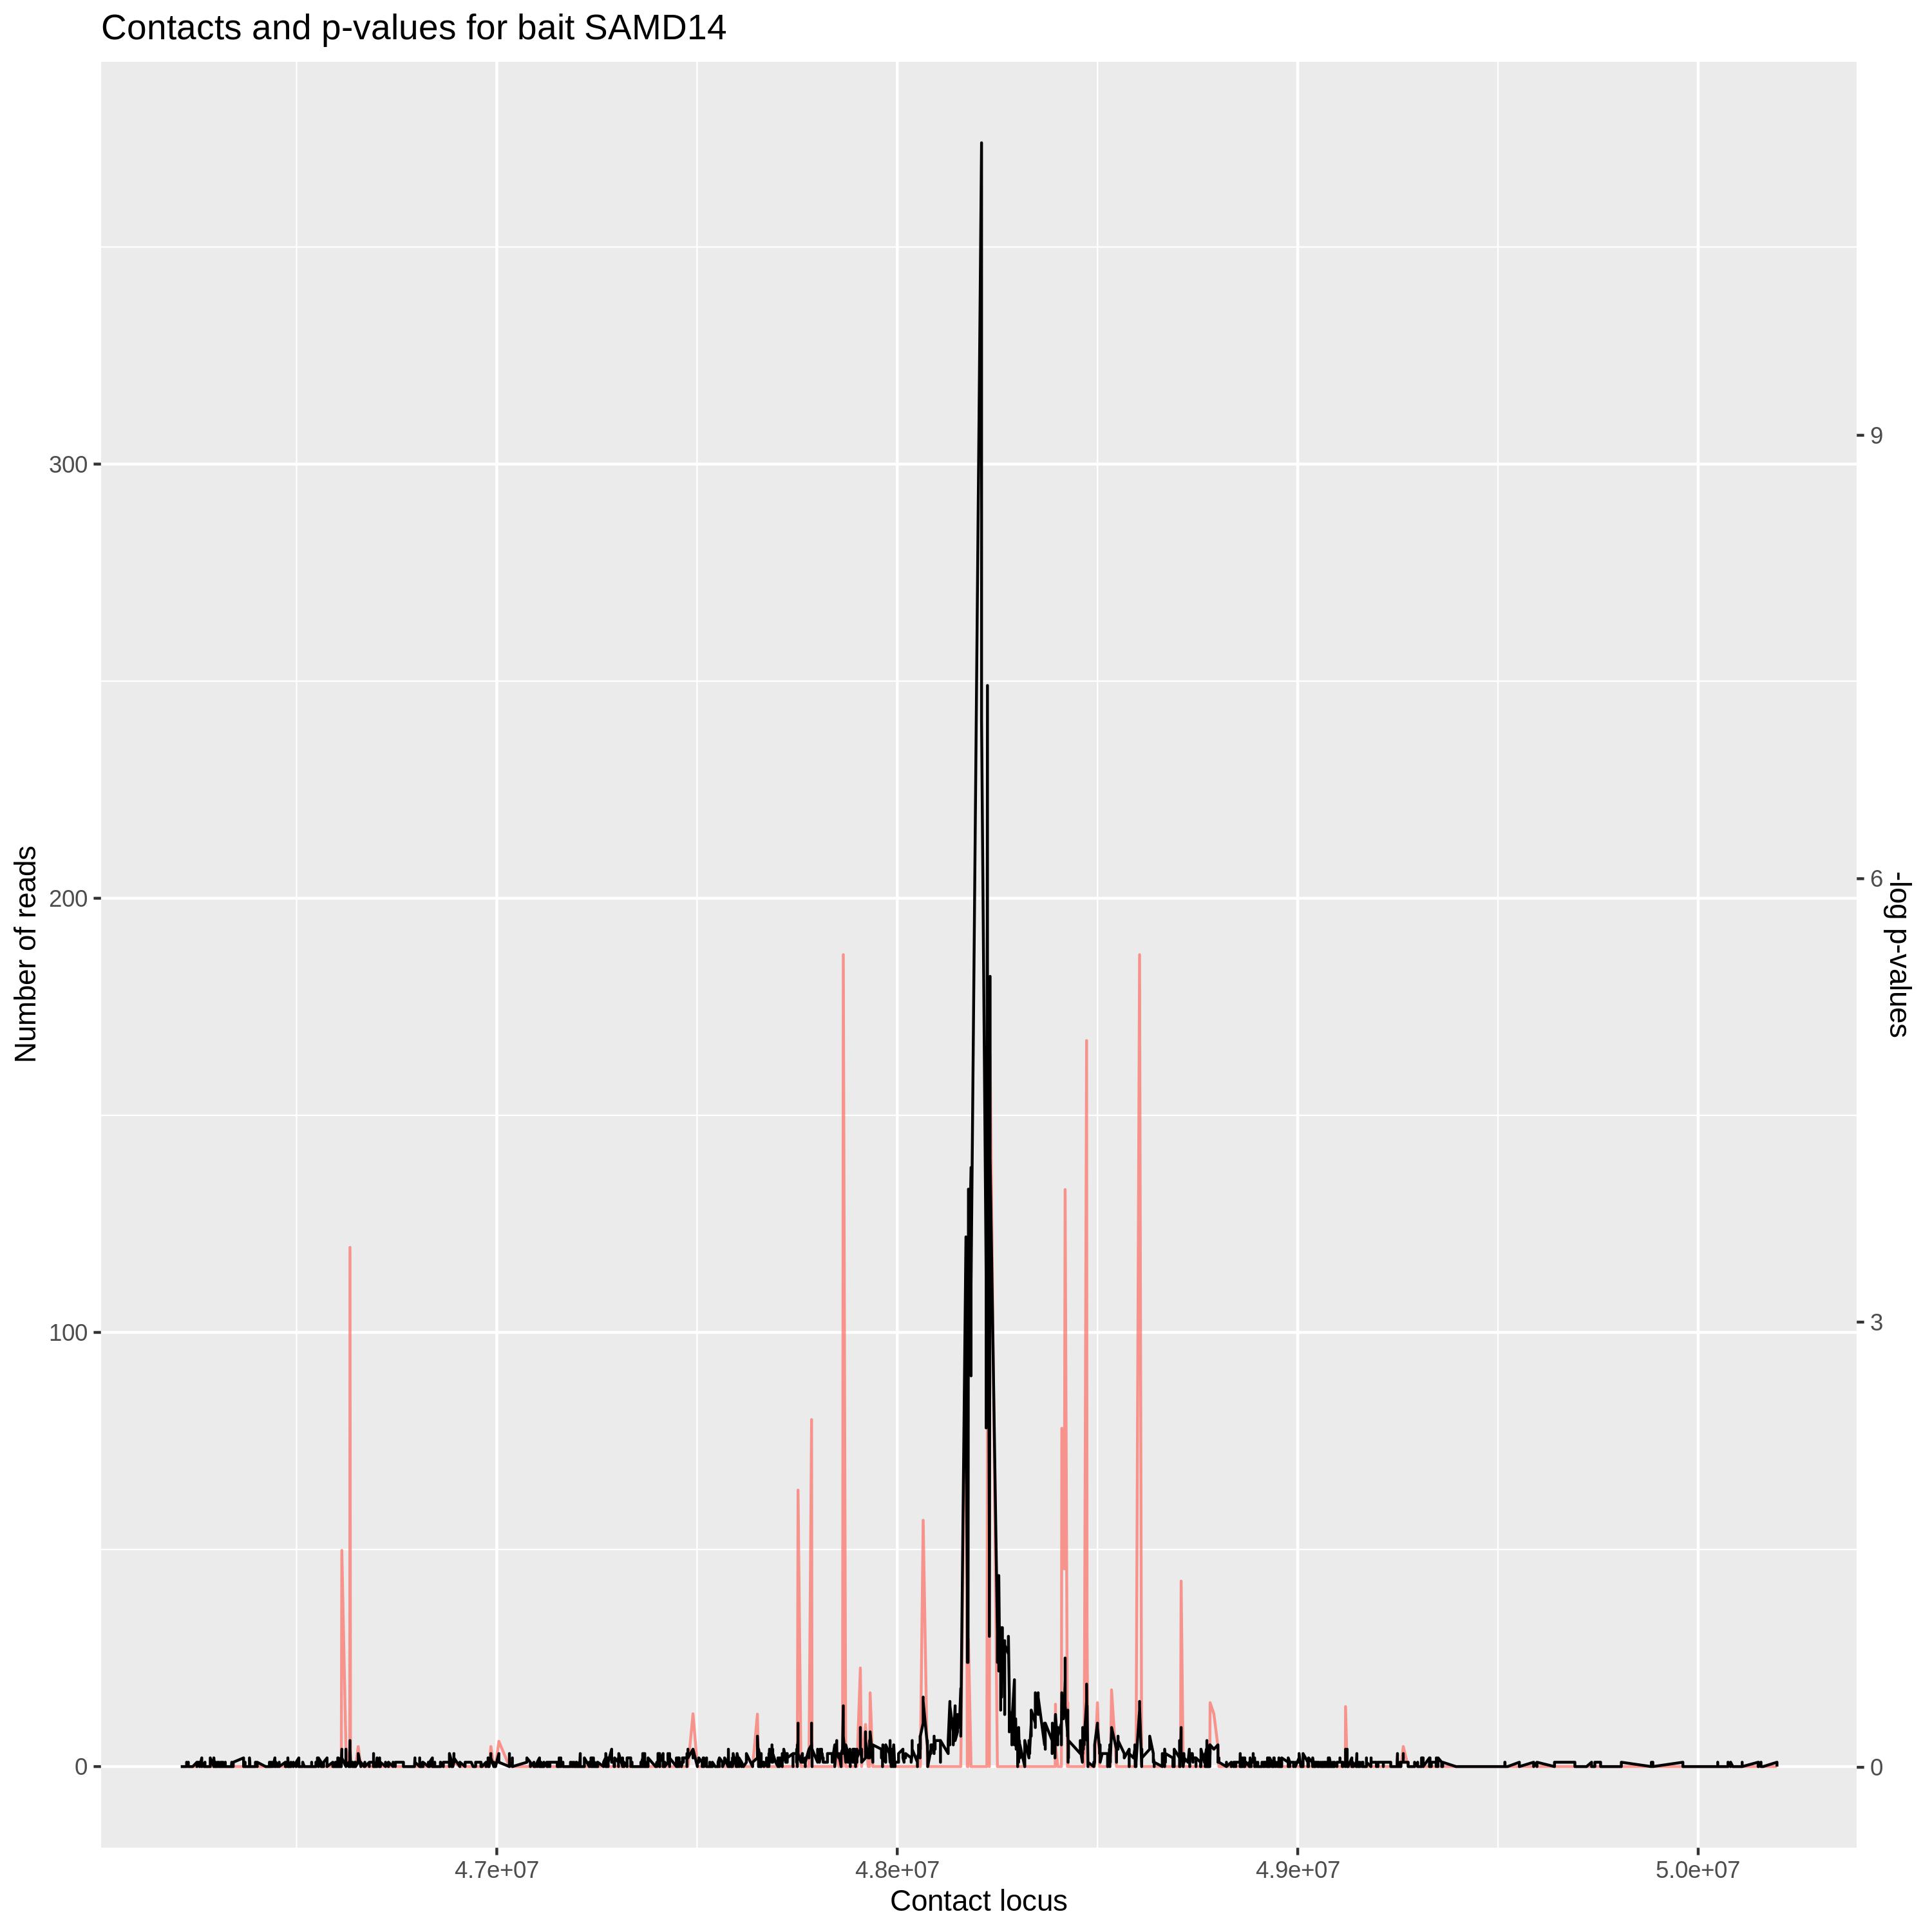 Contacts and p-values for bait SAMD14
Number of reads
300
200
100
0
9
6
3
0
-log p-values
4.7e+07 4.8e+07 4.9e+07 5.0e+07
Contact locus